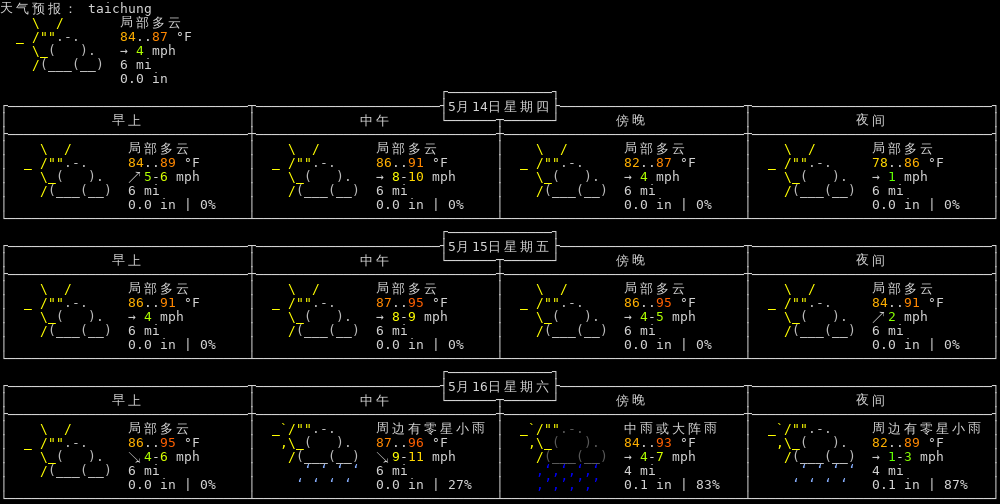 天气预报: taichung
局部多云
84..87 °F
→ 4 mph
6 mi
0.0 in
5月14日星期四
早上 中午 傍晚 夜间
局部多云 局部多云 局部多云 局部多云
84..89 °F 86..91 °F 82..87 °F 78..86 °F
↗ 5-6 mph → 8-10 mph → 4 mph → 1 mph
6 mi 6 mi 6 mi 6 mi
0.0 in | 0% 0.0 in | 0% 0.0 in | 0% 0.0 in | 0%
5月15日星期五
早上 中午 傍晚 夜间
局部多云 局部多云 局部多云 局部多云
86..91 °F 87..95 °F 86..95 °F 84..91 °F
→ 4 mph → 8-9 mph → 4-5 mph ↗ 2 mph
6 mi 6 mi 6 mi 6 mi
0.0 in | 0% 0.0 in | 0% 0.0 in | 0% 0.0 in | 0%
5月16日星期六
早上 中午 傍晚 夜间
局部多云 周边有零星小雨 中雨或大阵雨 周边有零星小雨
86..95 °F 87..96 °F 84..93 °F 82..89 °F
↘ 4-6 mph ↘ 9-11 mph → 4-7 mph → 1-3 mph
6 mi 6 mi 4 mi 4 mi
0.0 in | 0% 0.0 in | 27% 0.1 in | 83% 0.1 in | 87%